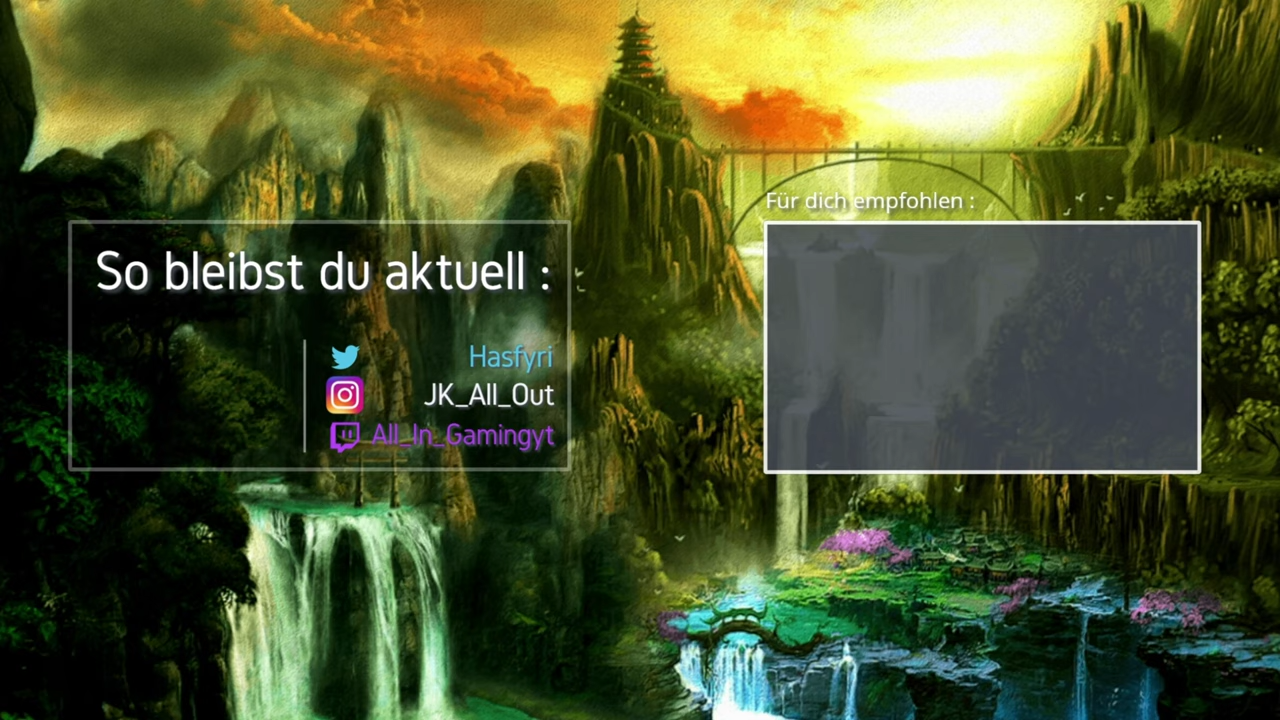 So bleibst du aktuell :
Hasfyri
JK_All_Out
All_In_Gamingyt
Für dich empfohlen :